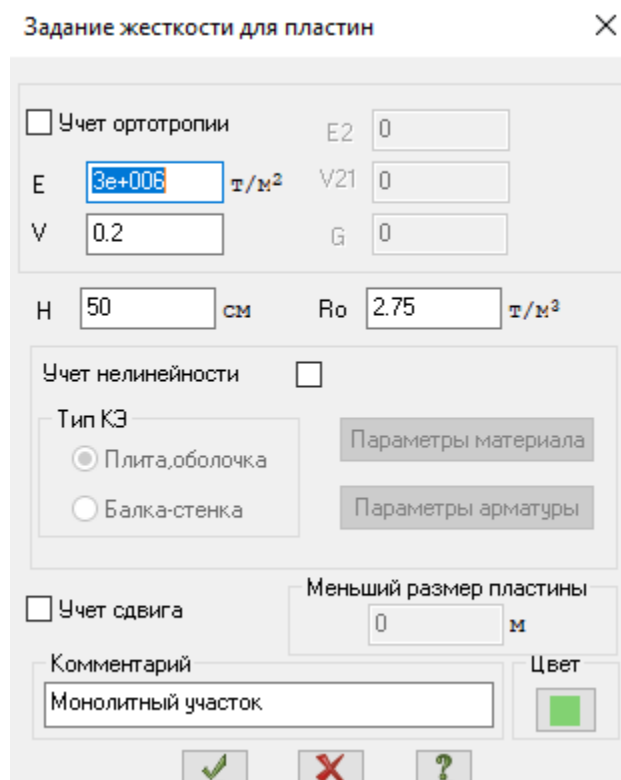 Задание жесткости для пластин
Учет ортотропии
E2 0
E 3e+006 т/м²
V21 0
V 0.2
G 0
H 50 см
Ro 2.75 т/м³
Учет нелинейности
Тип КЭ
Плита,оболочка
Балка-стенка
Параметры материала
Параметры арматуры
Учет сдвига
Меньший размер пластины
0 м
Комментарий
Монолитный участок
Цвет
?